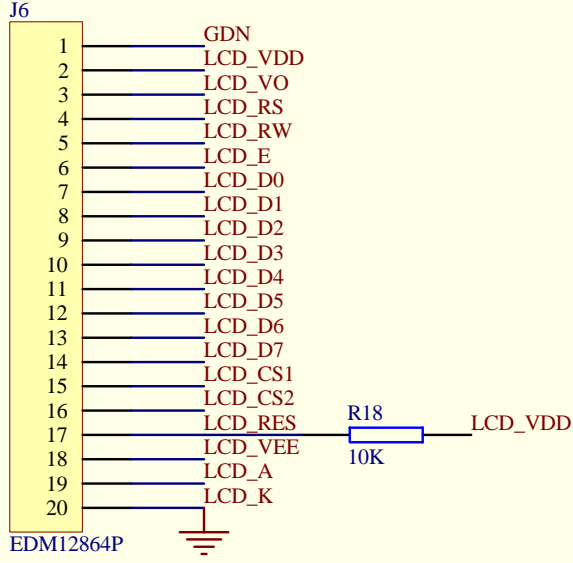 J6
GDN
1
LCD_VDD
2
LCD_VO
3
LCD_RS
4
LCD_RW
5
LCD_E
6
LCD_D0
7
LCD_D1
8
LCD_D2
9
LCD_D3
10
LCD_D4
11
LCD_D5
12
LCD_D6
13
LCD_D7
14
LCD_CS1
15
LCD_CS2
16
LCD_RES
R18
LCD_VDD
17
10K
LCD_VEE
18
LCD_A
19
LCD_K
20
EDM12864P